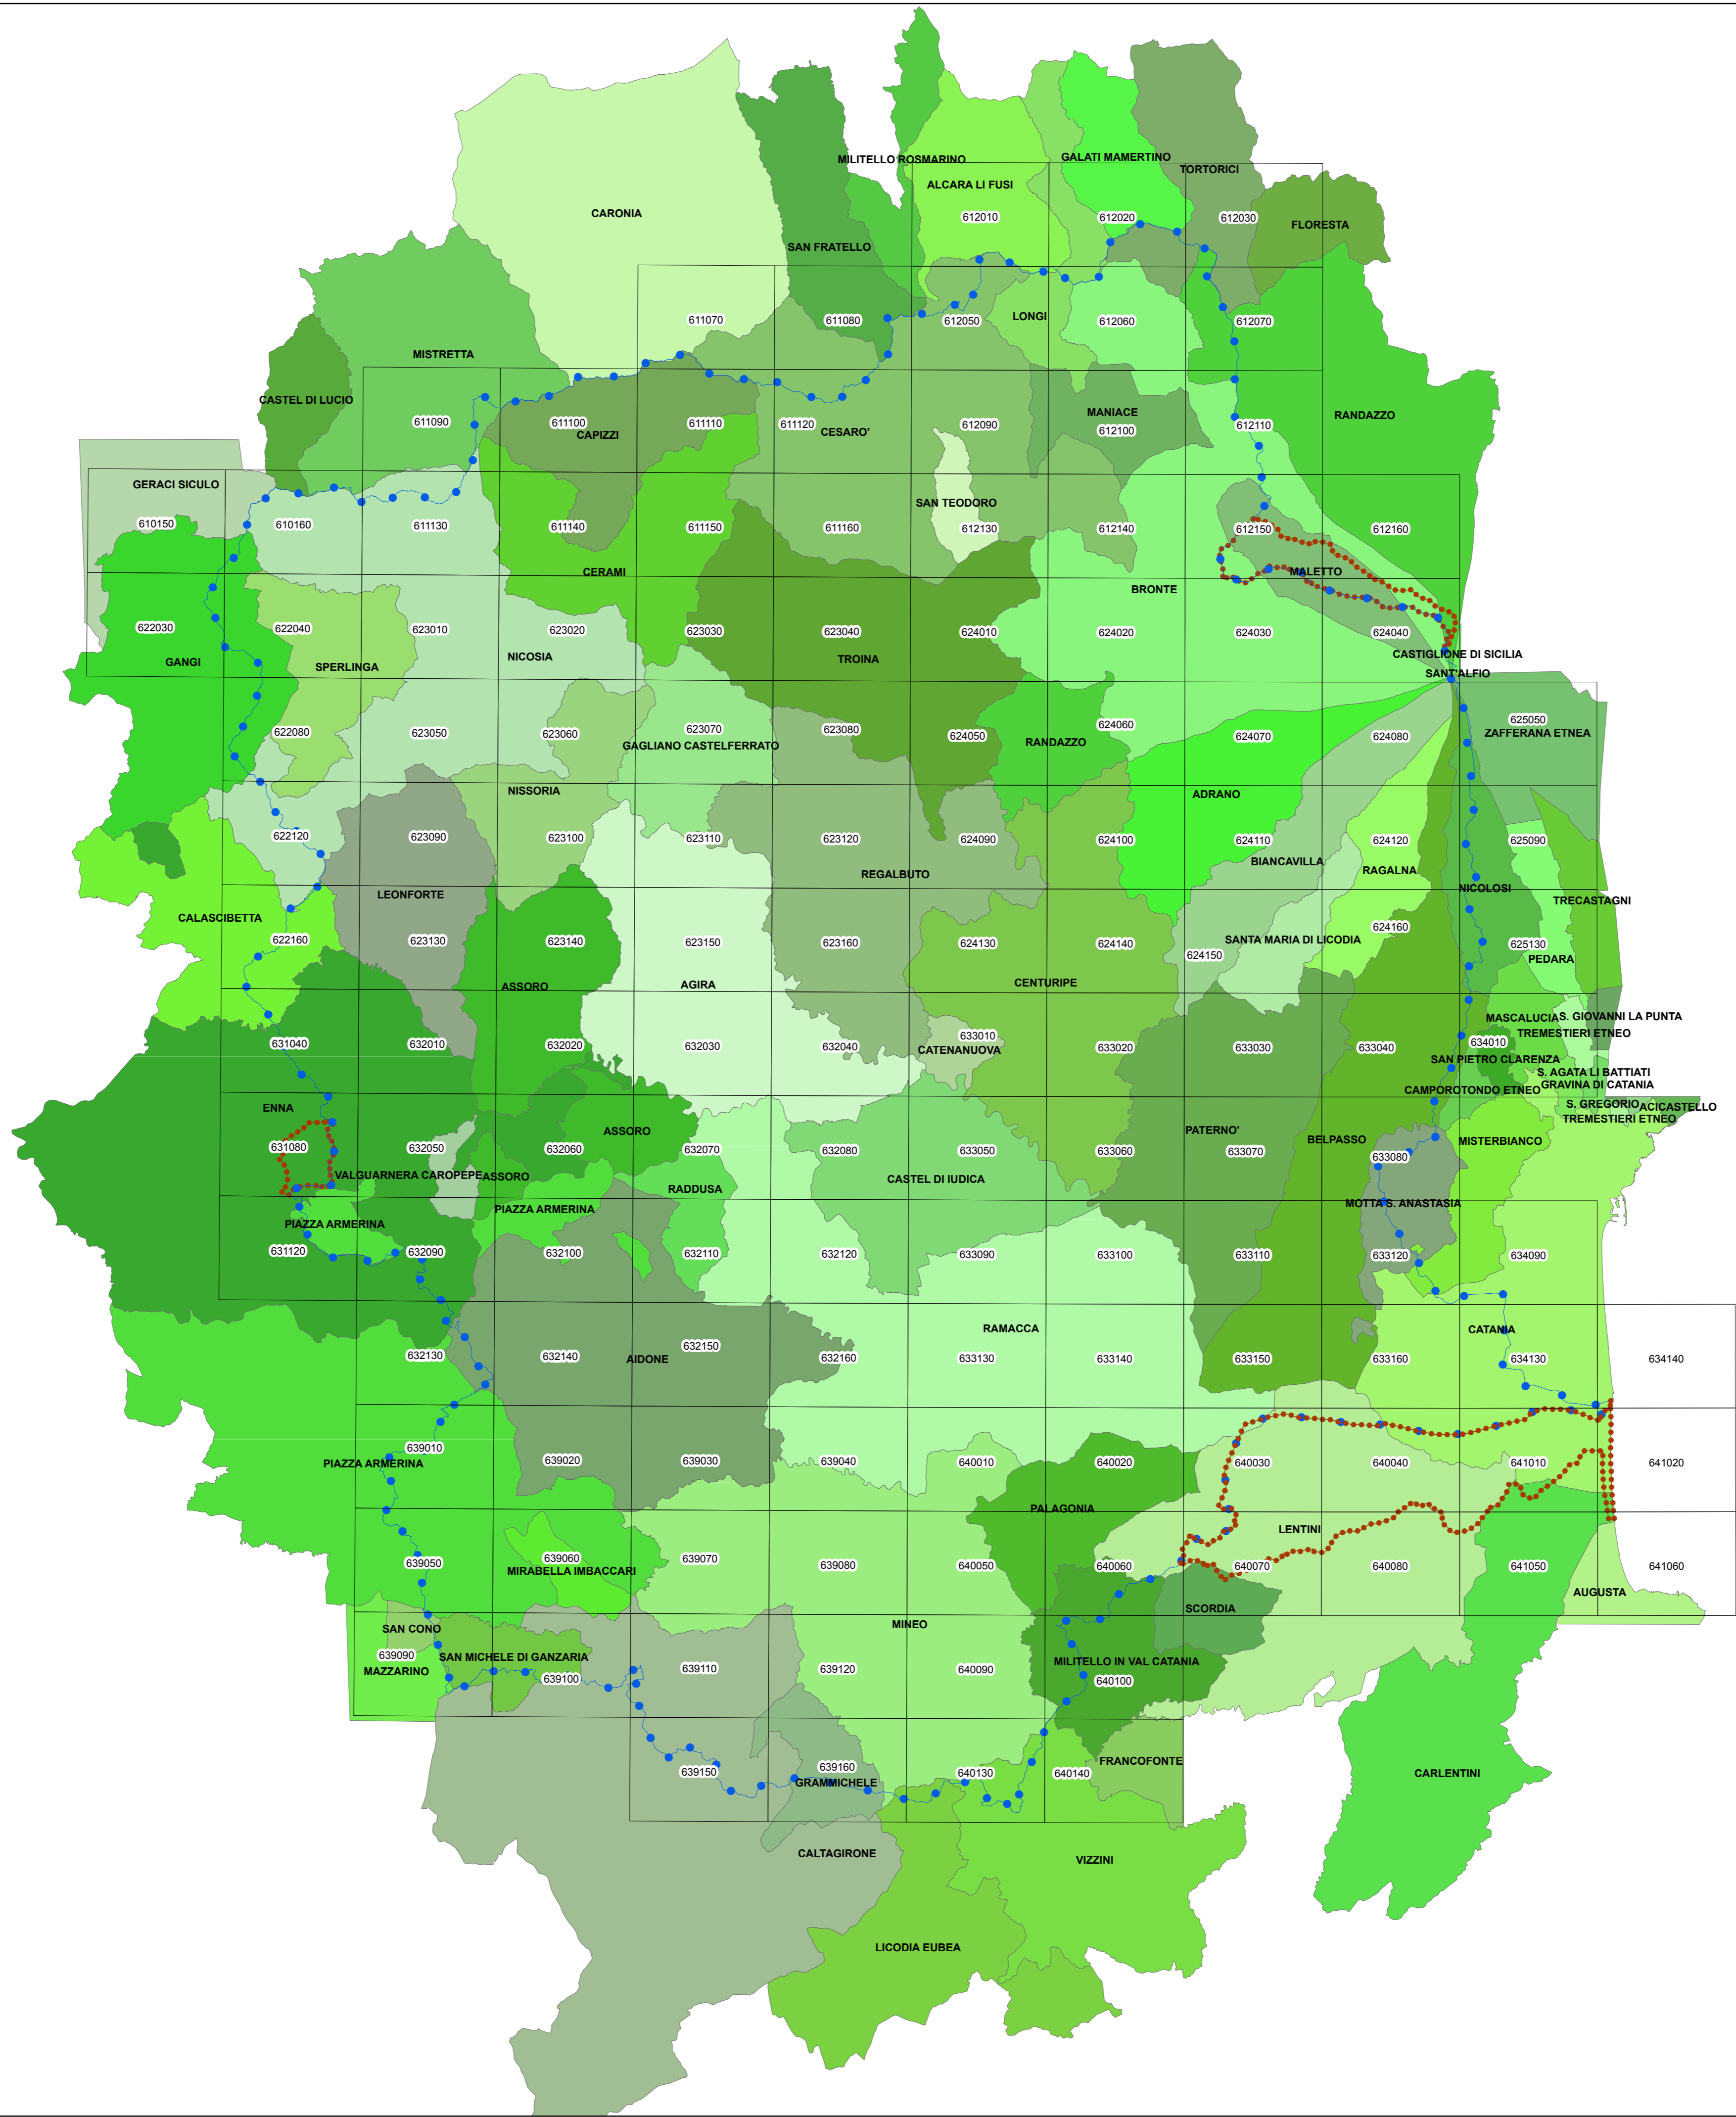 MILITELLO ROSMARINO
GALATI MAMERTINO
TORTORICI
ALCARA LI FUSI
CARONIA
612010
612020
612030
FLORESTA
SAN FRATELLO
611070
611080
612050
LONGI
612060
612070
MISTRETTA
CASTEL DI LUCIO
MANIACE
RANDAZZO
611090
611100
CAPIZZI
611110
611120
CESARO'
612090
612100
612110
GERACI SICULO
SAN TEODORO
610150
610160
611130
611140
611150
611160
612130
612140
612150
612160
CERAMI
MALETTO
BRONTE
622030
622040
623010
623020
623030
623040
624010
624020
624030
624040
GANGI
SPERLINGA
NICOSIA
TROINA
CASTIGLIONE DI SICILIA
SANT'ALFIO
622080
623050
623060
623070
623080
624050
624060
624070
624080
625050
GAGLIANO CASTELFERRATO
RANDAZZO
ZAFFERANA ETNEA
NISSORIA
ADRANO
622120
623090
623100
623110
623120
624090
624100
624110
624120
625090
BIANCAVILLA
RAGALNA
REGALBUTO
LEONFORTE
NICOLOSI
TRECASTAGNI
CALASCIBETTA
622160
623130
623140
623150
623160
624130
624140
624150
SANTA MARIA DI LICODIA
624160
625130
PEDARA
ASSORO
AGIRA
CENTURIPE
MASCALUCIA
S. GIOVANNI LA PUNTA
TREMESTIERI ETNEO
631040
632010
632020
632030
632040
633010
CATENANUOVA
633020
633030
633040
634010
SAN PIETRO CLARENZA
S. AGATA LI BATTIATI
GRAVINA DI CATANIA
CAMPOROTONDO ETNEO
ENNA
S. GREGORIO
ACICASTELLO
TREMESTIERI ETNEO
ASSORO
PATERNO'
BELPASSO
MISTERBIANCO
631080
632050
632060
632070
632080
633050
633060
633070
633080
VALGUARNERA CAROPEPE
ASSORO
RADDUSA
CASTEL DI IUDICA
MOTTA S. ANASTASIA
PIAZZA ARMERINA
PIAZZA ARMERINA
631120
632090
632100
632110
632120
633090
633100
633110
633120
634090
RAMACCA
CATANIA
632130
632140
AIDONE
632150
632160
633130
633140
633150
633160
634130
634140
639010
PIAZZA ARMERINA
639020
639030
639040
640010
640020
640030
640040
641010
641020
PALAGONIA
LENTINI
639050
639060
MIRABELLA IMBACCARI
639070
639080
640050
640060
640070
640080
641050
641060
AUGUSTA
SCORDIA
MINEO
SAN CONO
639090
MAZZARINO
SAN MICHELE DI GANZARIA
639100
639110
639120
640090
MILITELLO IN VAL CATANIA
640100
639150
639160
GRAMMICHELE
640130
640140
FRANCOFONTE
CARLENTINI
CALTAGIRONE
VIZZINI
LICODIA EUBEA